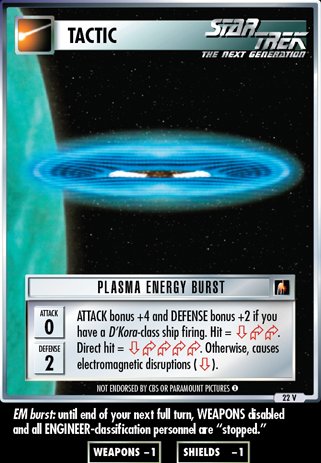 TACTIC
STAR TREK
THE NEXT GENERATION
PLASMA ENERGY BURST
ATTACK
0
DEFENSE
2
ATTACK bonus +4 and DEFENSE bonus +2 if you
have a D'Kora-class ship firing. Hit = ⇩⇗⇗.
Direct hit = ⇩⇗⇗⇗⇗. Otherwise, causes
electromagnetic disruptions (⇩).
NOT ENDORSED BY CBS OR PARAMOUNT PICTURES
22 V
EM burst: until end of your next full turn, WEAPONS disabled
and all ENGINEER-classification personnel are “stopped.”
WEAPONS –1 SHIELDS –1